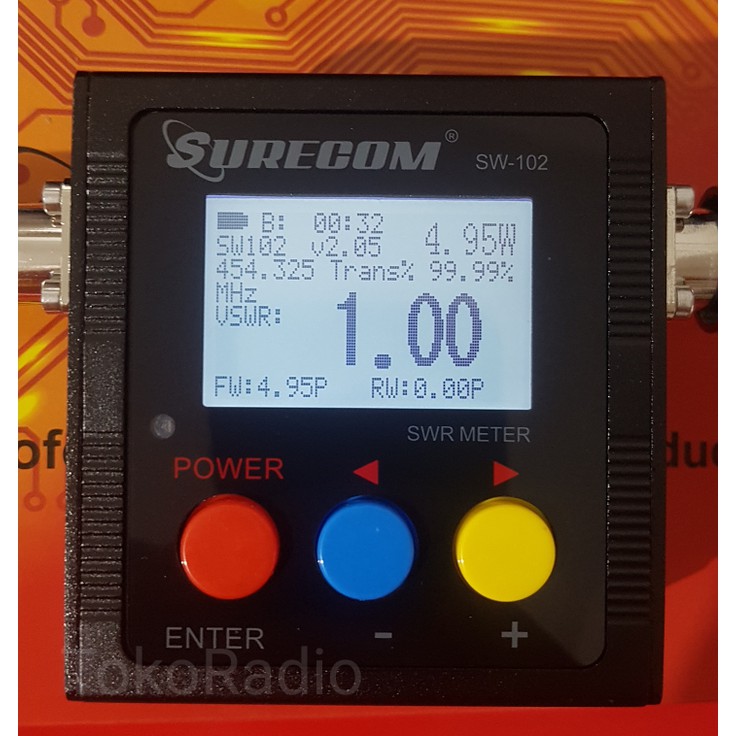 SURECOM®
SW-102
B: 00:32
SW102 v2.05 4.95W
454.325 Trans% 99.99%
MHz
VSWR: 1.00
FW:4.95P RW:0.00P
SWR METER
POWER ◀ ▶
ENTER - +
TokoRadio